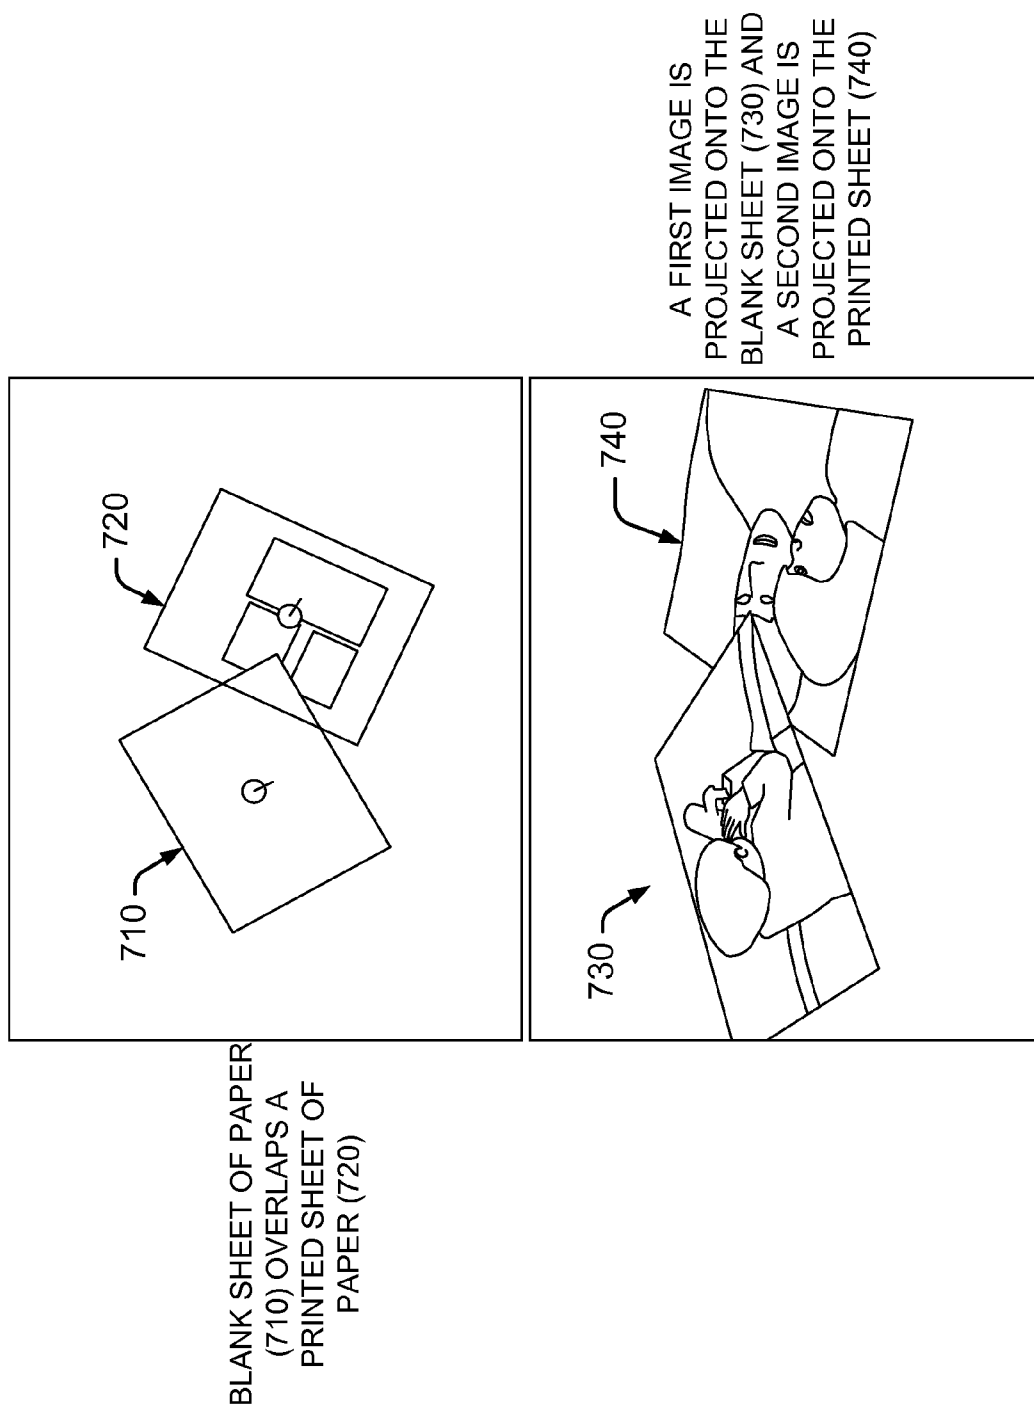 BLANK SHEET OF PAPER
(710) OVERLAPS A
PRINTED SHEET OF
PAPER (720)
710
720
730
740
A FIRST IMAGE IS
PROJECTED ONTO THE
BLANK SHEET (730) AND
A SECOND IMAGE IS
PROJECTED ONTO THE
PRINTED SHEET (740)